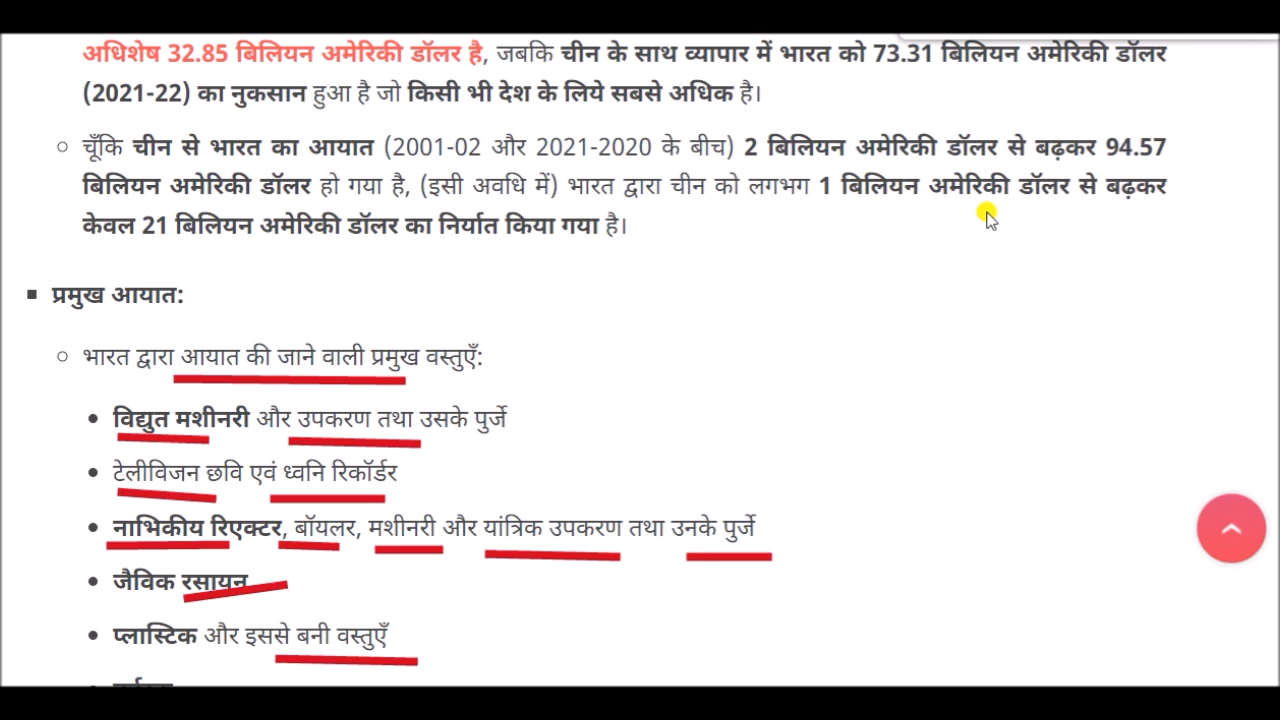 अधिशेष 32.85 बिलियन अमेरिकी डॉलर है, जबकि चीन के साथ व्यापार में भारत को 73.31 बिलियन अमेरिकी डॉलर
(2021-22) का नुकसान हुआ है जो किसी भी देश के लिये सबसे अधिक है।
चूँकि चीन से भारत का आयात (2001-02 और 2021-2020 के बीच) 2 बिलियन अमेरिकी डॉलर से बढ़कर 94.57
बिलियन अमेरिकी डॉलर हो गया है, (इसी अवधि में) भारत द्वारा चीन को लगभग 1 बिलियन अमेरिकी डॉलर से बढ़कर
केवल 21 बिलियन अमेरिकी डॉलर का निर्यात किया गया है।
प्रमुख आयात:
भारत द्वारा आयात की जाने वाली प्रमुख वस्तुएँ:
विद्युत मशीनरी और उपकरण तथा उसके पुर्जे
टेलीविजन छवि एवं ध्वनि रिकॉर्डर
नाभिकीय रिएक्टर, बॉयलर, मशीनरी और यांत्रिक उपकरण तथा उनके पुर्जे
जैविक रसायन
प्लास्टिक और इससे बनी वस्तुएँ